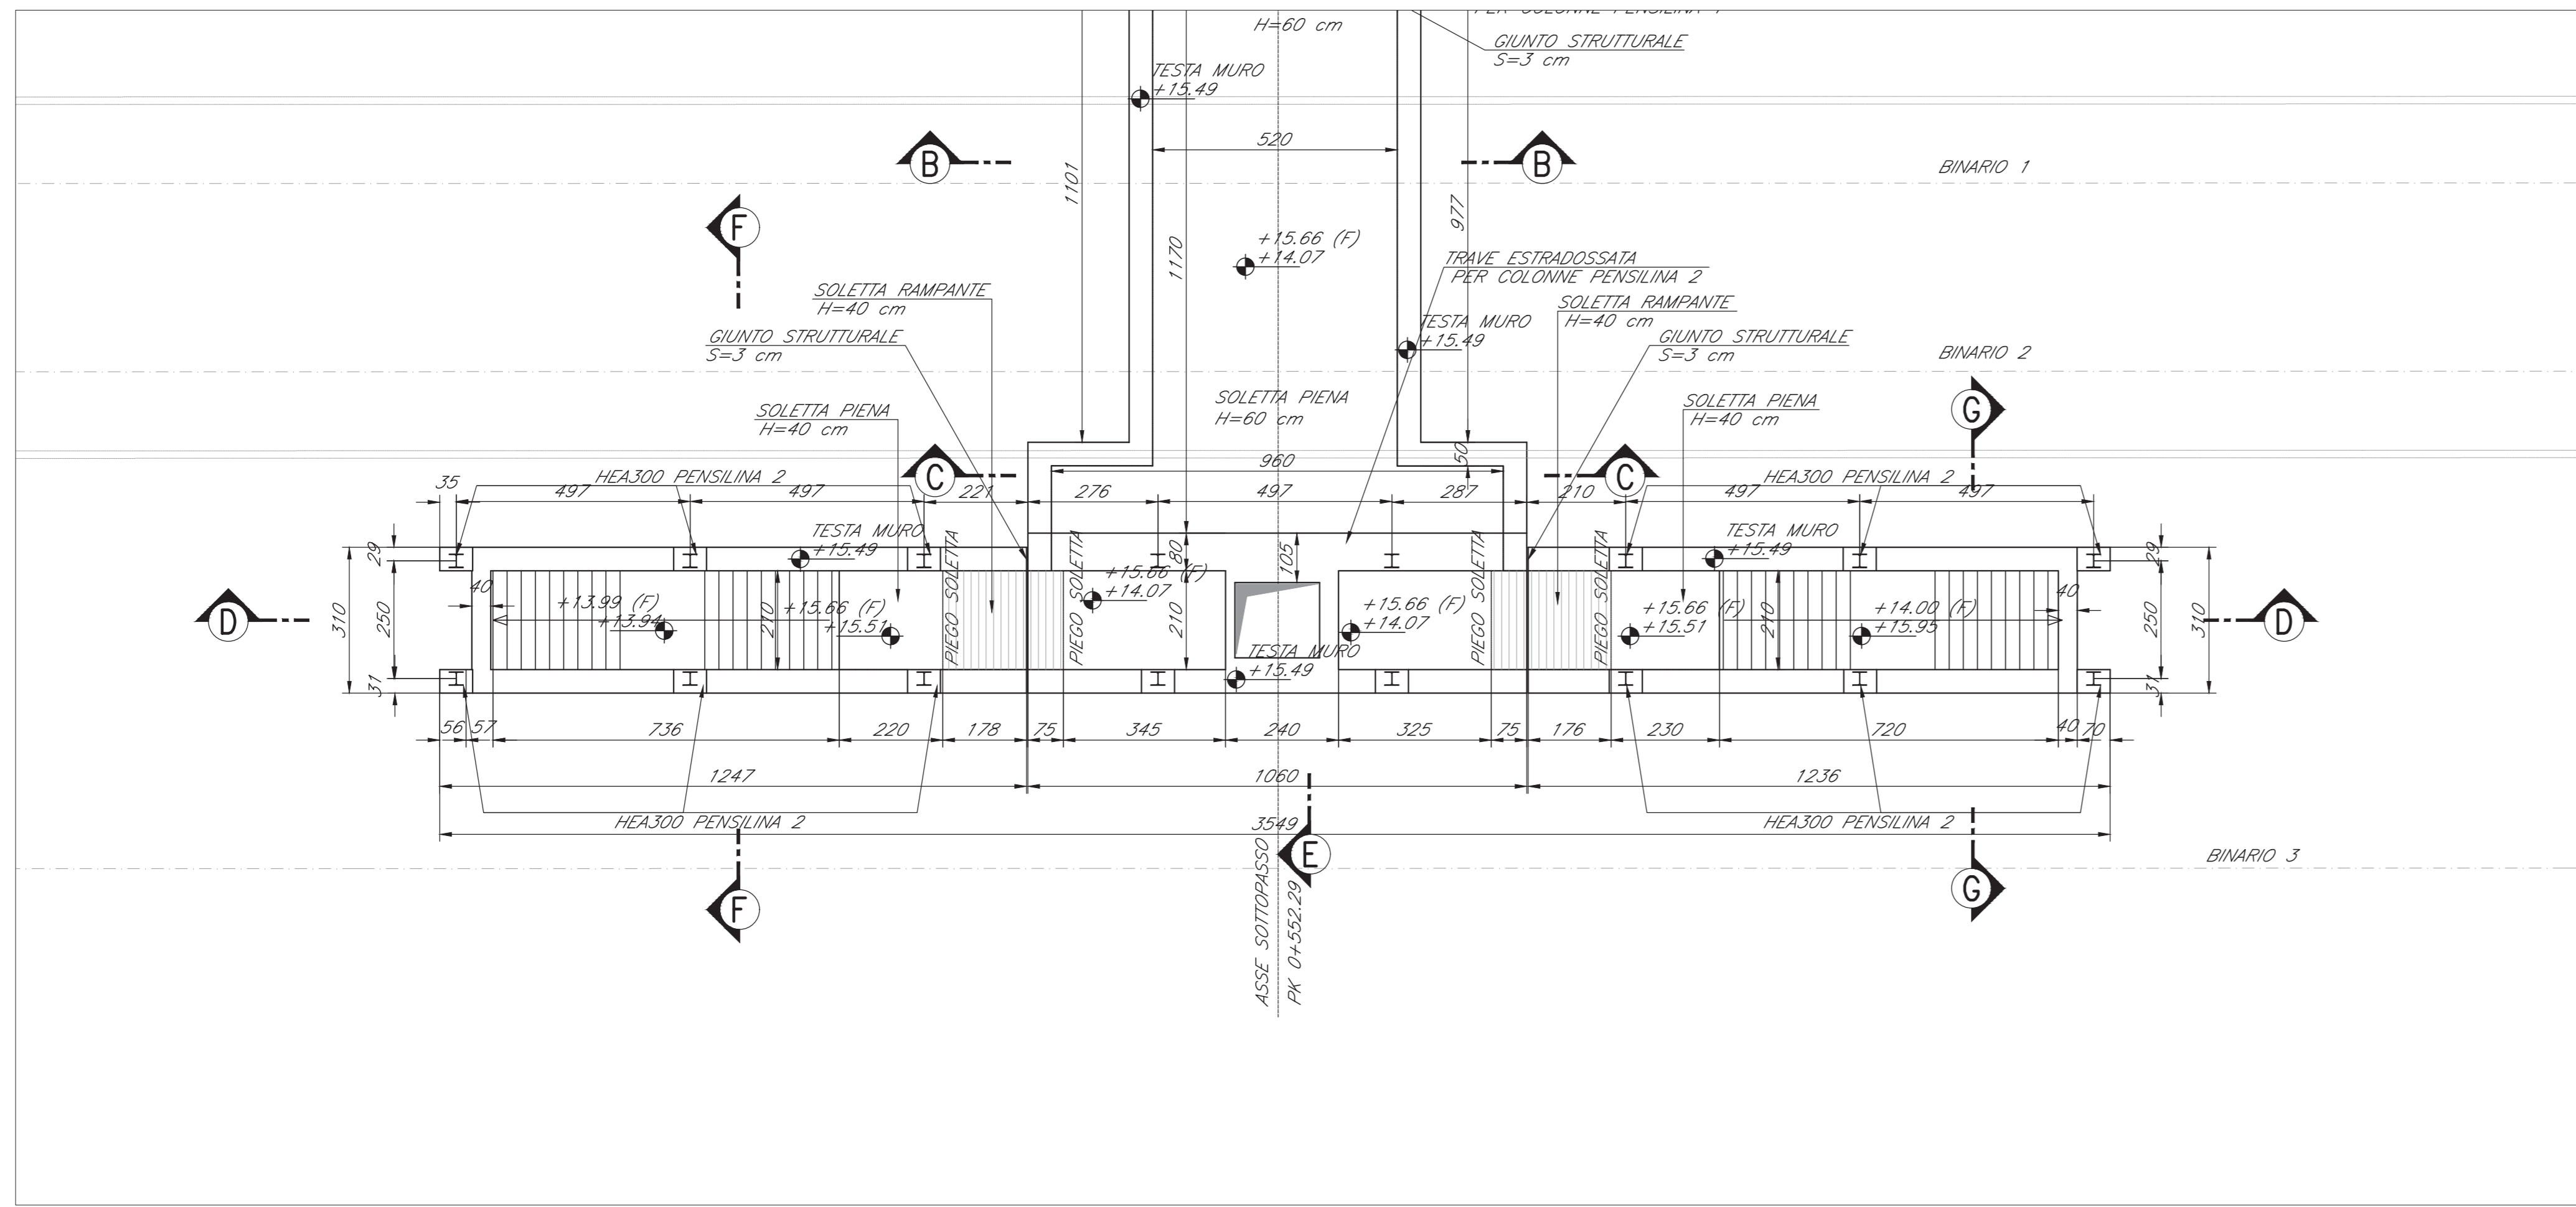 H=60 cm
GIUNTO STRUTTURALE
S=3 cm
TESTA MURO
+15.49
520
B
B
BINARIO 1
1101
977
F
1170
+15.66 (F)
+14.07
TRAVE ESTRADOSSATA
PER COLONNE PENSILINA 2
SOLETTA RAMPANTE
H=40 cm
SOLETTA RAMPANTE
H=40 cm
TESTA MURO
+15.49
GIUNTO STRUTTURALE
S=3 cm
GIUNTO STRUTTURALE
S=3 cm
BINARIO 2
SOLETTA PIENA
H=60 cm
SOLETTA PIENA
H=40 cm
SOLETTA PIENA
H=40 cm
G
50
960
C
C
HEA300 PENSILINA 2
HEA300 PENSILINA 2
35
497
497
221
276
497
287
210
497
497
TESTA MURO
+15.49
TESTA MURO
+15.49
29
80
105
29
PIEGO SOLETTA
PIEGO SOLETTA
PIEGO SOLETTA
PIEGO SOLETTA
+15.66 (F)
+14.07
40
40
+13.99 (F)
+13.94
+15.66 (F)
+15.51
+15.66 (F)
+14.07
+15.66 (F)
+15.51
+14.00 (F)
+15.95
D
310
250
210
210
210
250
310
D
TESTA MURO
+15.49
31
31
56
57
736
220
178
75
345
240
325
75
176
230
720
40
70
1247
1060
1236
HEA300 PENSILINA 2
3549
HEA300 PENSILINA 2
E
BINARIO 3
ASSE SOTTOPASSO
PK 0+552.29
F
G